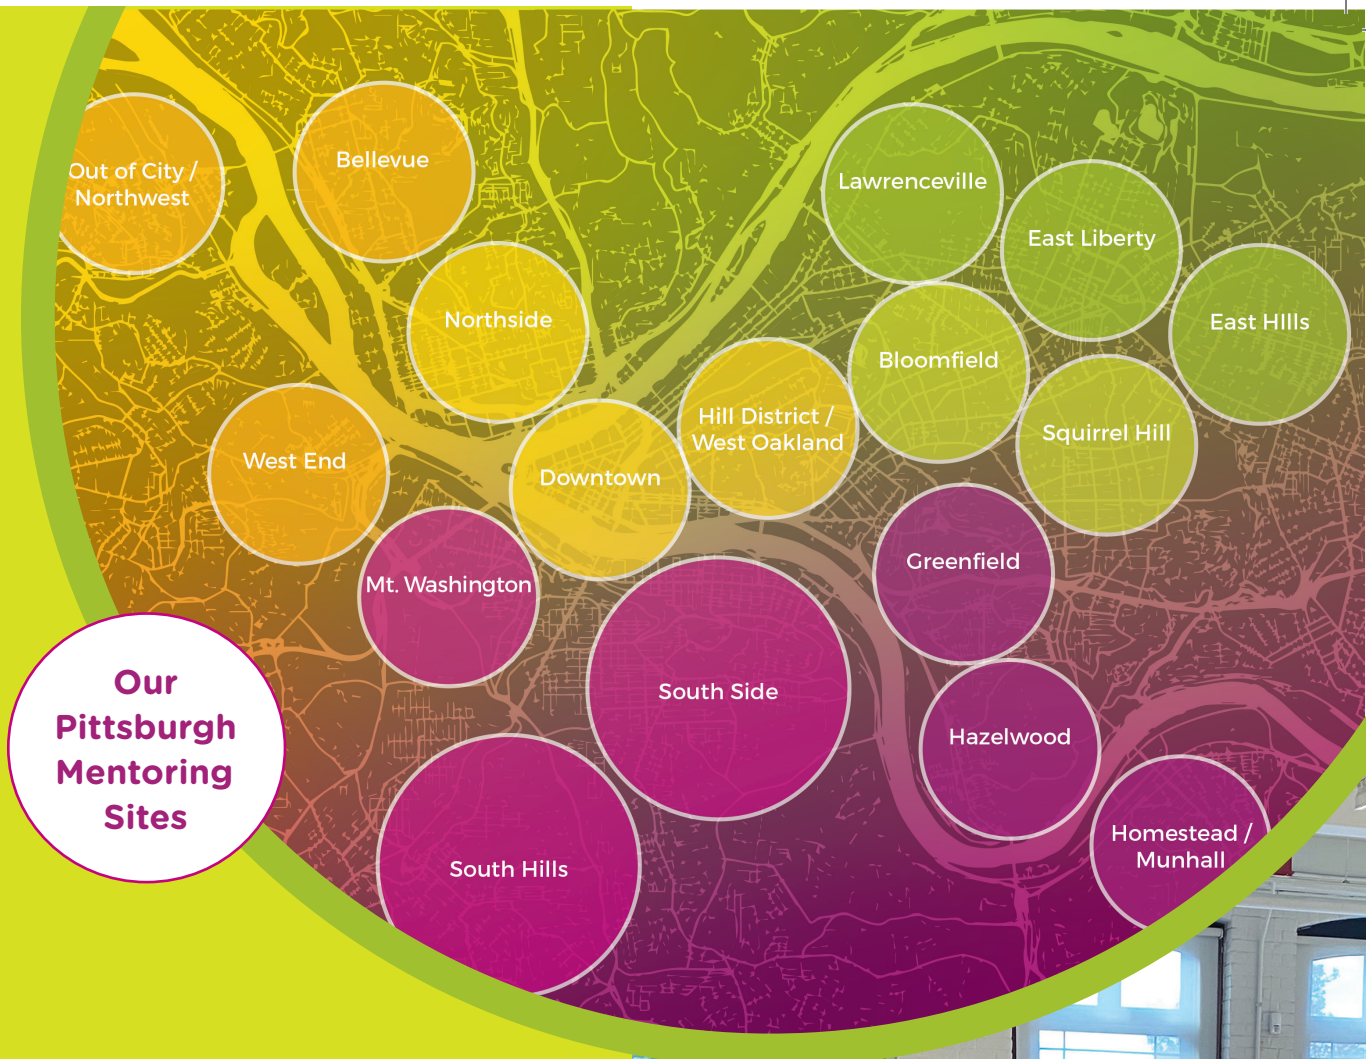 Out of City /
Northwest
Bellevue
Lawrenceville
East Liberty
East HIlls
Northside
Bloomfield
Hill District /
West Oakland
Squirrel Hill
West End
Downtown
Mt. Washington
Greenfield
South Side
Hazelwood
Homestead /
Munhall
South Hills
Our
Pittsburgh
Mentoring
Sites